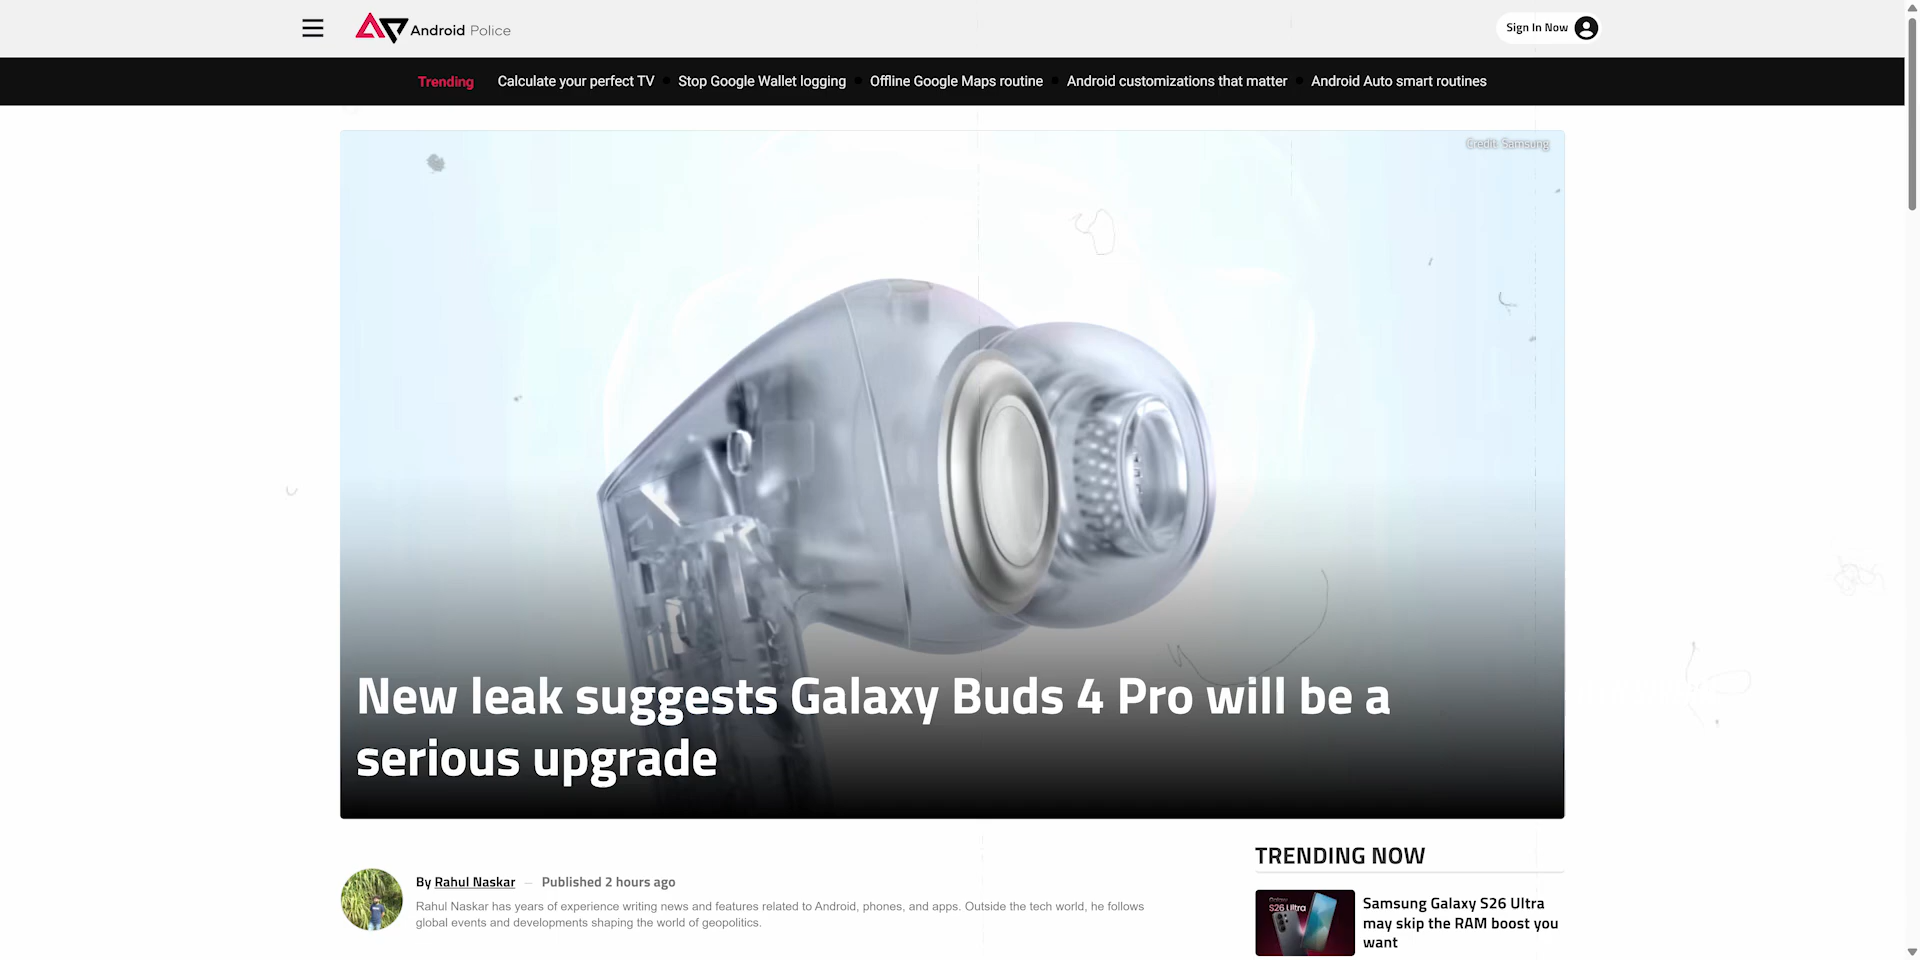 Android Police
Sign In Now
Trending
Calculate your perfect TV
Stop Google Wallet logging
Offline Google Maps routine
Android customizations that matter
Android Auto smart routines
Credit: Samsung
New leak suggests Galaxy Buds 4 Pro will be a
serious upgrade
By Rahul Naskar — Published 2 hours ago
Rahul Naskar has years of experience writing news and features related to Android, phones, and apps. Outside the tech world, he follows
global events and developments shaping the world of geopolitics.
TRENDING NOW
Galaxy
S26 Ultra
Samsung Galaxy S26 Ultra
may skip the RAM boost you
want